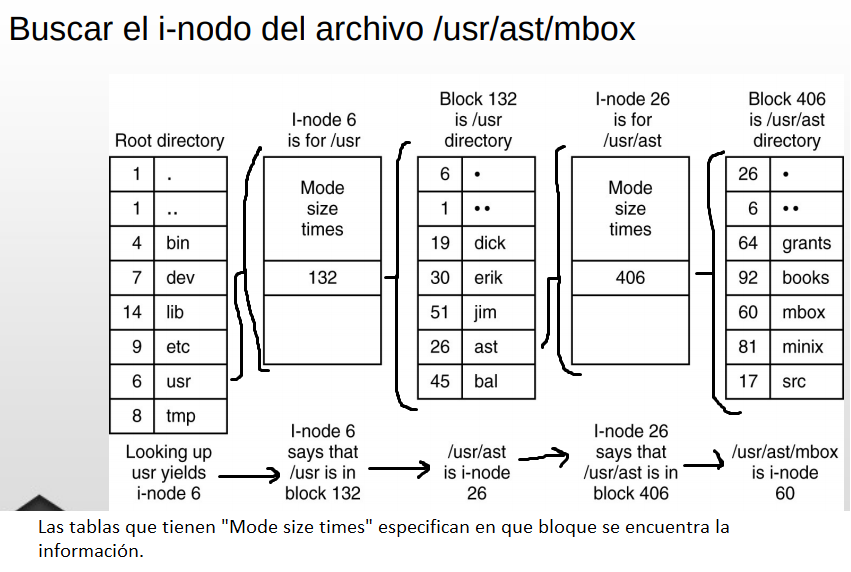 Buscar el i-nodo del archivo /usr/ast/mbox
Root directory
1 .
1 ..
4 bin
7 dev
14 lib
9 etc
6 usr
8 tmp
Looking up
usr yields
i-node 6
I-node 6
is for /usr
Mode
size
times
132
I-node 6
says that
/usr is in
block 132
Block 132
is /usr
directory
6 •
1 ••
19 dick
30 erik
51 jim
26 ast
45 bal
/usr/ast
is i-node
26
I-node 26
is for
/usr/ast
Mode
size
times
406
I-node 26
says that
/usr/ast is in
block 406
Block 406
is /usr/ast
directory
26 •
6 ••
64 grants
92 books
60 mbox
81 minix
17 src
/usr/ast/mbox
is i-node
60
Las tablas que tienen "Mode size times" especifican en que bloque se encuentra la
información.